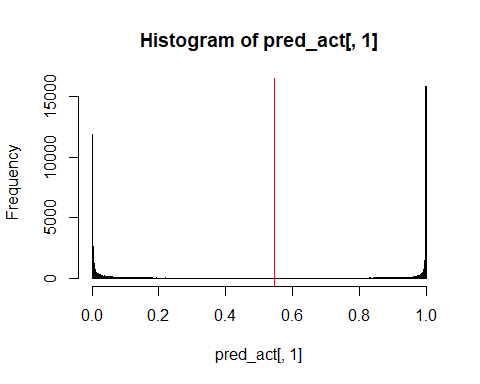 Histogram of pred_act[, 1]
Frequency
15000
10000
5000
0
0.0 0.2 0.4 0.6 0.8 1.0
pred_act[, 1]